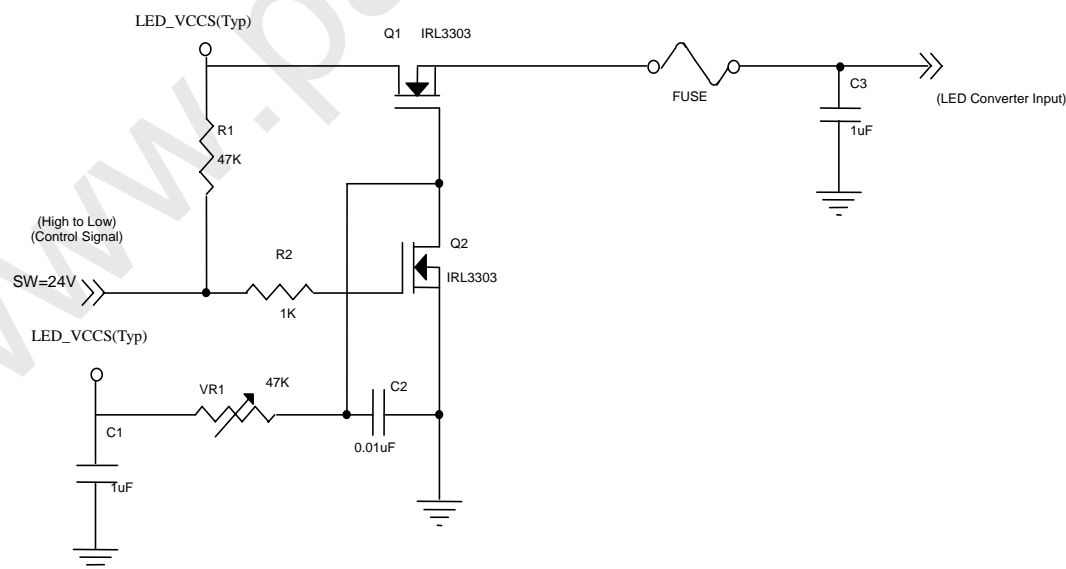 LED_VCCS(Typ)
Q1 IRL3303
FUSE
C3
1uF
(LED Converter Input)
R1
47K
(High to Low)
(Control Signal)
SW=24V
R2
1K
Q2
IRL3303
LED_VCCS(Typ)
VR1
47K
C2
0.01uF
C1
1uF
www.p